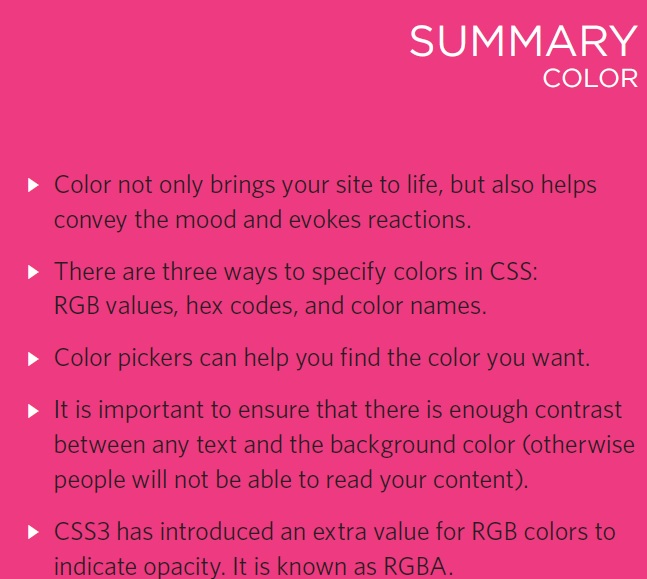 SUMMARY
COLOR
Color not only brings your site to life, but also helps
convey the mood and evokes reactions.
There are three ways to specify colors in CSS:
RGB values, hex codes, and color names.
Color pickers can help you find the color you want.
It is important to ensure that there is enough contrast
between any text and the background color (otherwise
people will not be able to read your content).
CSS3 has introduced an extra value for RGB colors to
indicate opacity. It is known as RGBA.